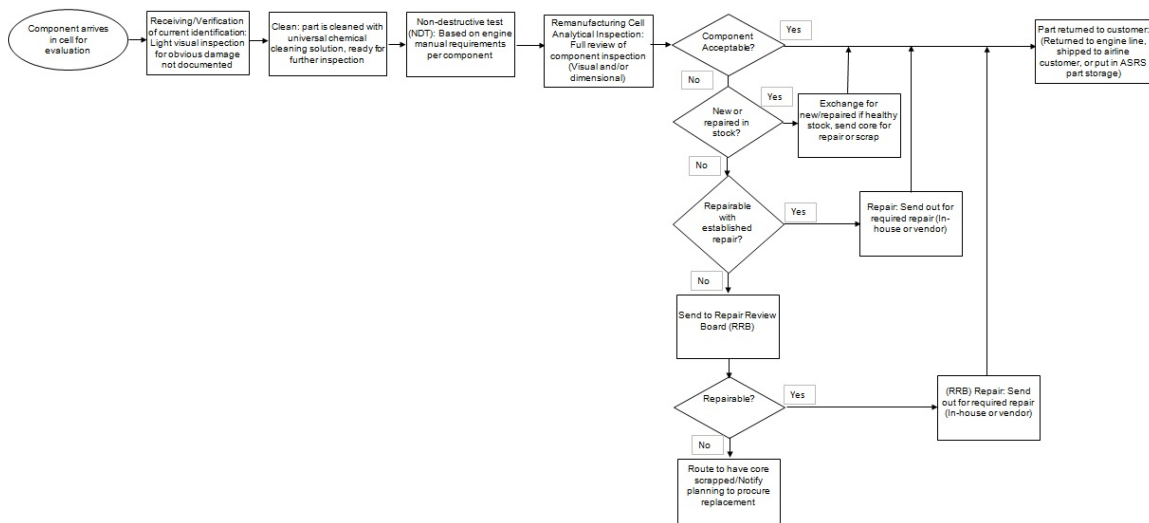 Component arrives
in cell for
evaluation
Receiving/Verification
of current identification:
Light visual inspection
for obvious damage
not documented
Clean: part is cleaned with
universal chemical
cleaning solution, ready for
further inspection
Non-destructive test
(NDT): Based on engine
manual requirements
per component
Remanufacturing Cell
Analytical Inspection:
Full review of
component inspection
(Visual and/or
dimensional)
Component
Acceptable?
Yes
Part returned to customer:
(Returned to engine line,
shipped to airline
customer, or put in ASRS
part storage)
No
New or
repaired in
stock?
Yes
Exchange for
new/repaired if healthy
stock, send core for
repair or scrap
No
Repairable
with
established
repair?
Yes
Repair: Send out for
required repair (In-
house or vendor)
No
Send to Repair Review
Board (RRB)
Repairable?
Yes
(RRB) Repair: Send
out for required repair
(In-house or vendor)
No
Route to have core
scrapped/Notify
planning to procure
replacement